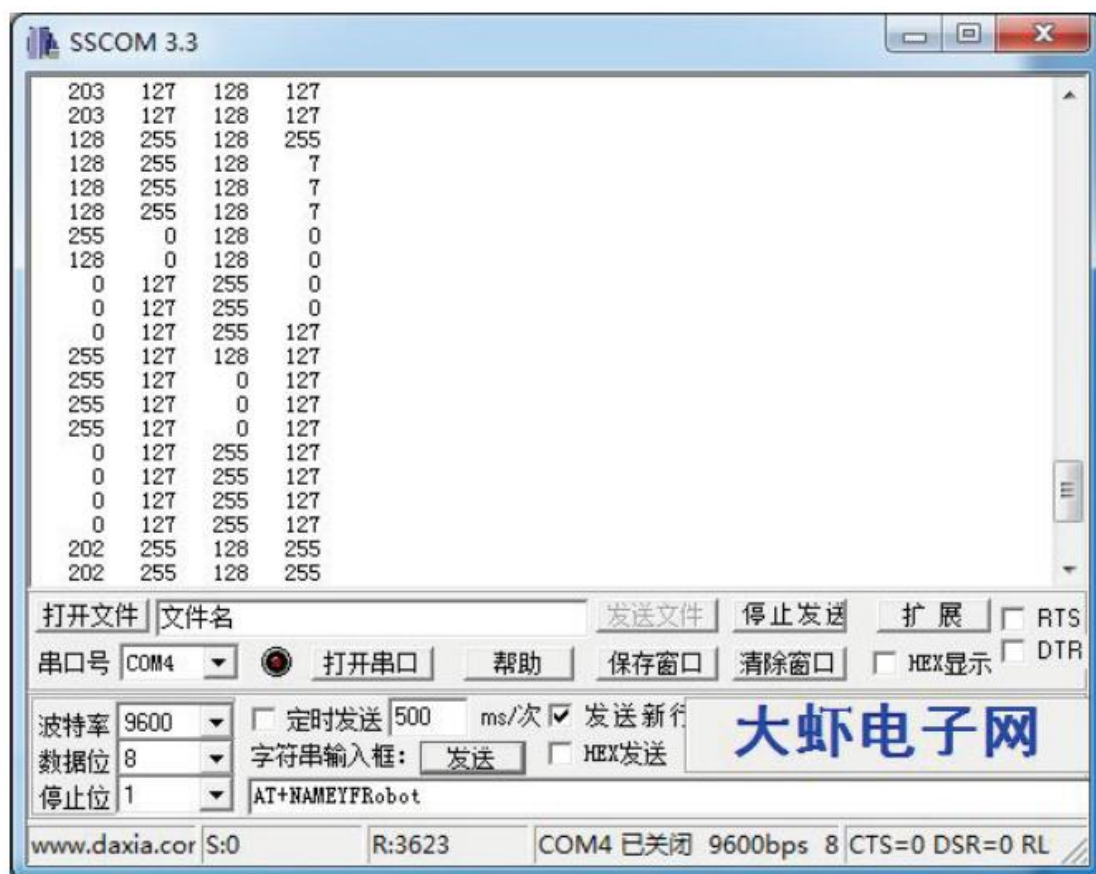 SSCOM 3.3
203 127 128 127
203 127 128 127
128 255 128 255
128 255 128 7
128 255 128 7
128 255 128 7
255 0 128 0
128 0 128 0
0 127 255 0
0 127 255 0
0 127 255 127
255 127 128 127
255 127 0 127
255 127 0 127
255 127 0 127
0 127 255 127
0 127 255 127
0 127 255 127
0 127 255 127
202 255 128 255
202 255 128 255
打开文件 文件名 发送文件 停止发送 扩展 RTS
串口号 COM4 打开串口 帮助 保存窗口 清除窗口 HEX显示 DTR
波特率 9600 定时发送 500 ms/次 发送新行 大虾电子网
数据位 8 字符串输入框: 发送 HEX发送
停止位 1 AT+NAMEYFRobot
www.daxia.cor S:0 R:3623 COM4 已关闭 9600bps 8 CTS=0 DSR=0 RL